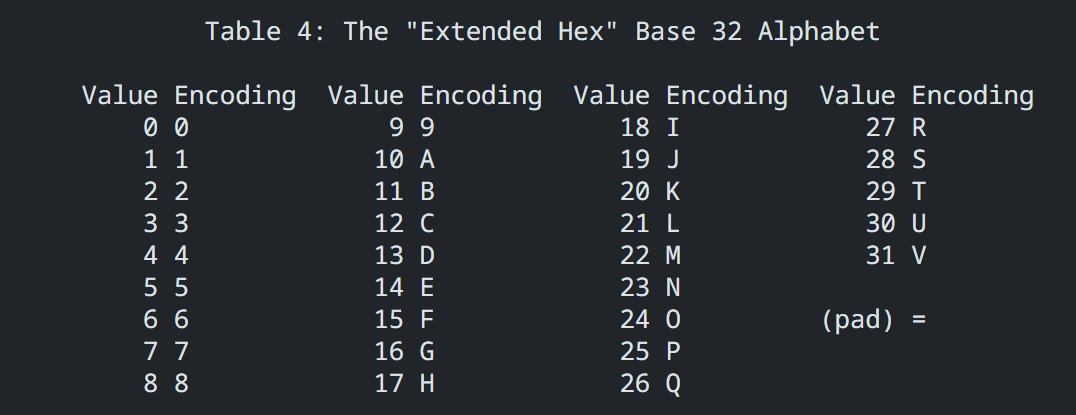 Table 4: The "Extended Hex" Base 32 Alphabet
Value Encoding  Value Encoding  Value Encoding  Value Encoding
0 0  9 9  18 I  27 R
1 1  10 A  19 J  28 S
2 2  11 B  20 K  29 T
3 3  12 C  21 L  30 U
4 4  13 D  22 M  31 V
5 5  14 E  23 N
6 6  15 F  24 O  (pad) =
7 7  16 G  25 P
8 8  17 H  26 Q